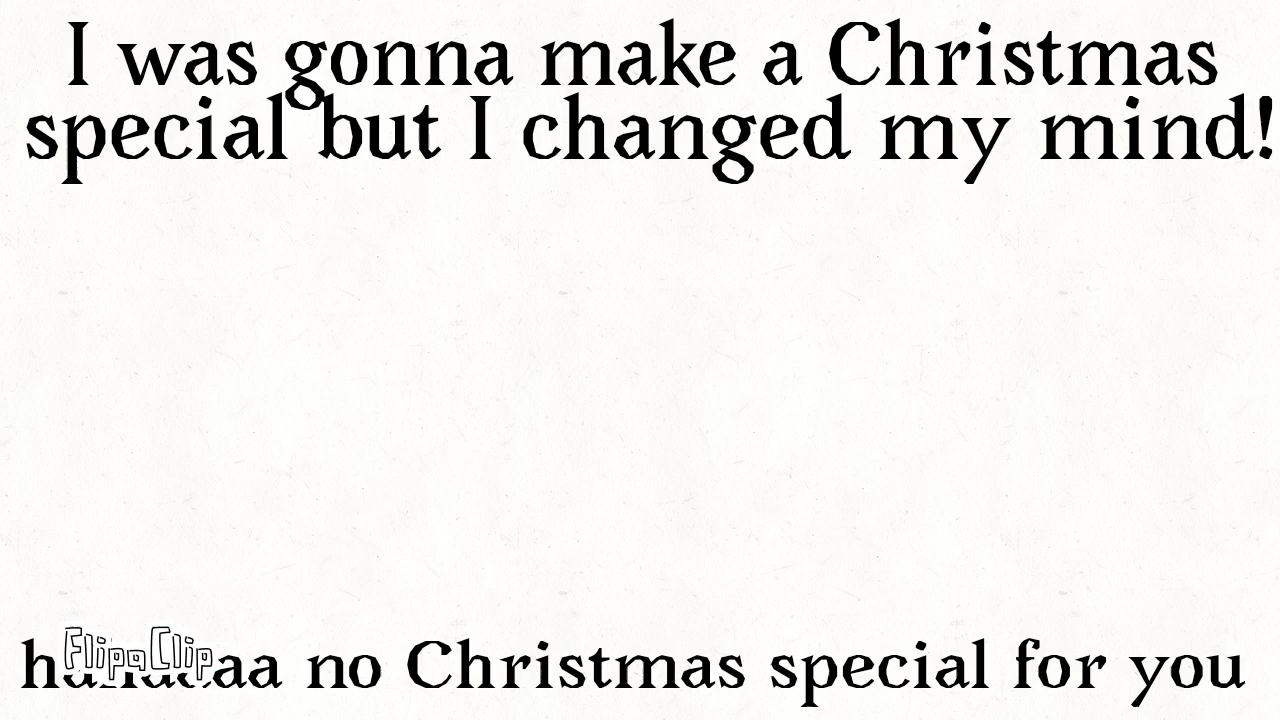 I was gonna make a Christmas
special but I changed my mind!
FlipaClip
no Christmas special for you